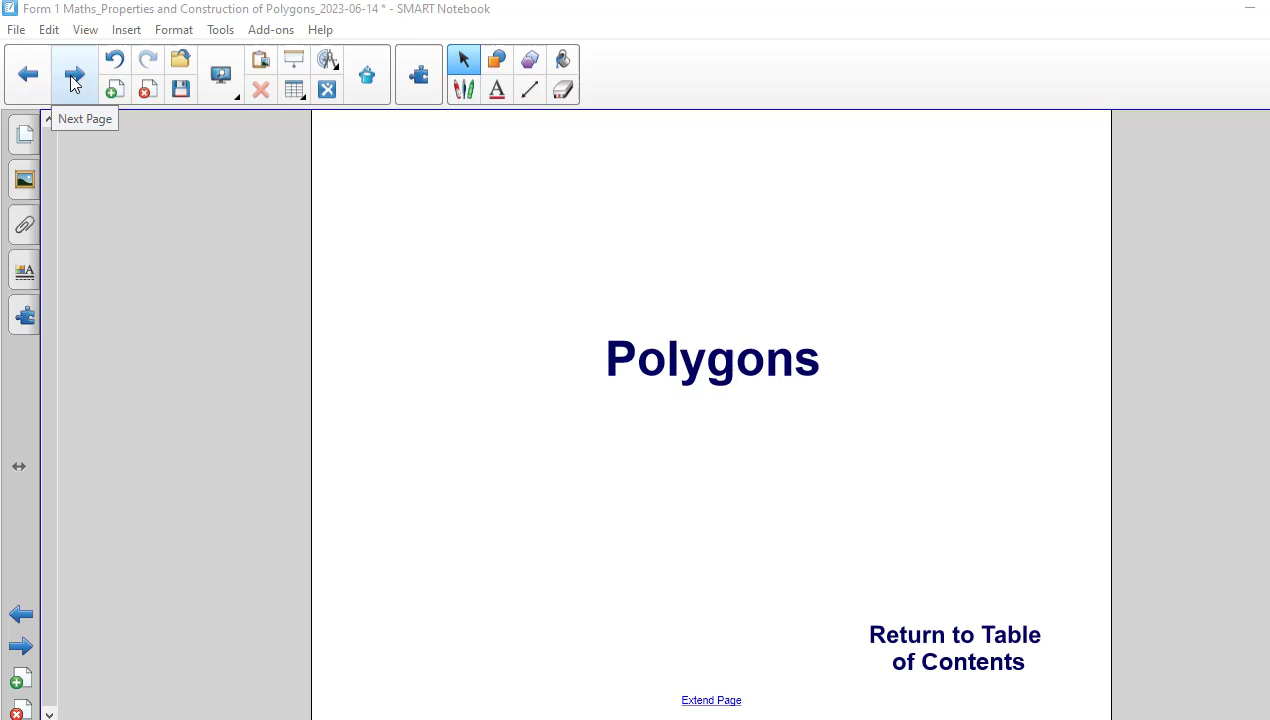 Form 1 Maths_Properties and Construction of Polygons_2023-06-14 * - SMART Notebook
File Edit View Insert Format Tools Add-ons Help
Next Page
Polygons
Return to Table
of Contents
Extend Page